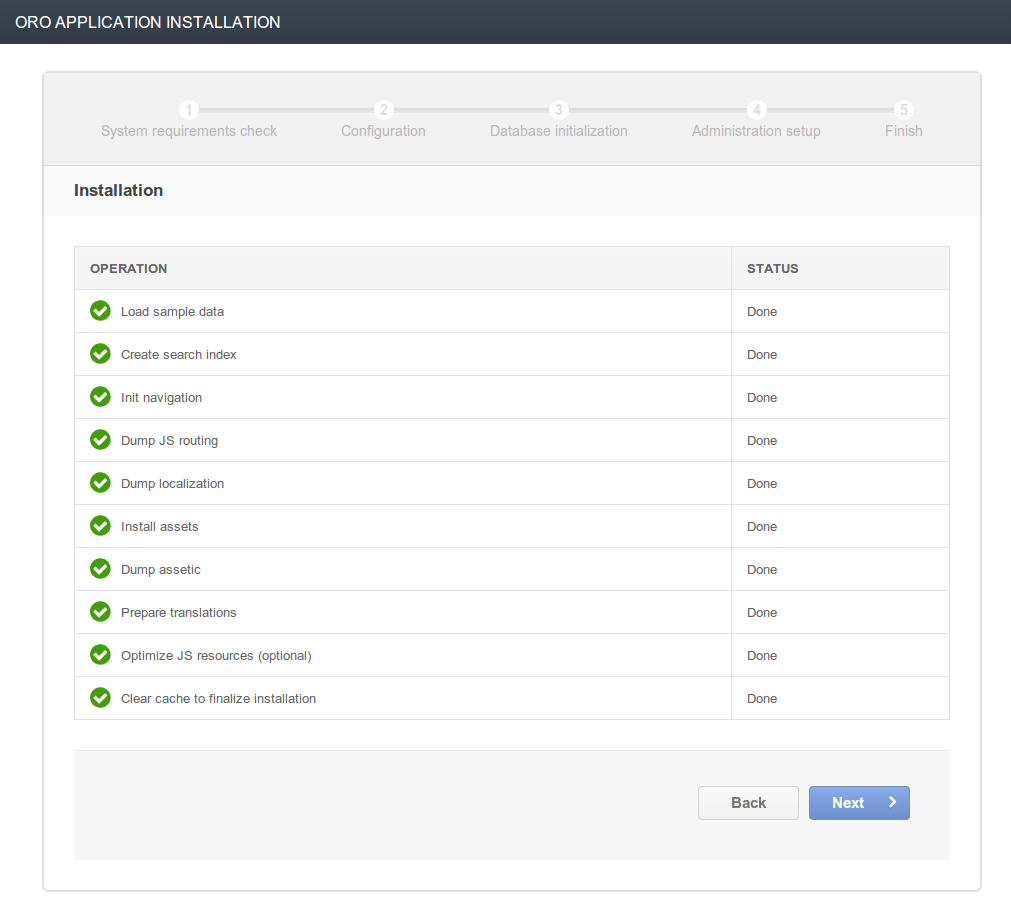 ORO APPLICATION INSTALLATION
1 2 3 4 5
System requirements check Configuration Database initialization Administration setup Finish
Installation
OPERATION STATUS
Load sample data Done
Create search index Done
Init navigation Done
Dump JS routing Done
Dump localization Done
Install assets Done
Dump assetic Done
Prepare translations Done
Optimize JS resources (optional) Done
Clear cache to finalize installation Done
Back Next